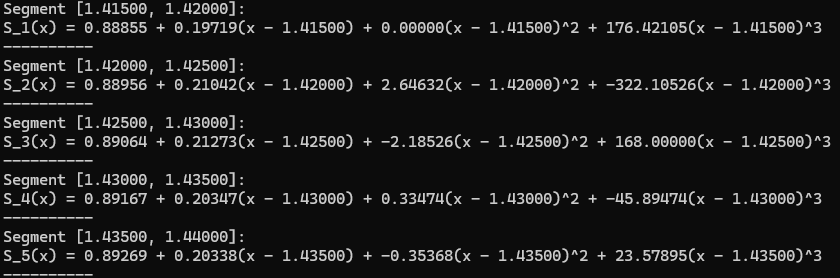 Segment [1.41500, 1.42000]:
S_1(x) = 0.88855 + 0.19719(x - 1.41500) + 0.00000(x - 1.41500)^2 + 176.42105(x - 1.41500)^3
----------
Segment [1.42000, 1.42500]:
S_2(x) = 0.88956 + 0.21042(x - 1.42000) + 2.64632(x - 1.42000)^2 + -322.10526(x - 1.42000)^3
----------
Segment [1.42500, 1.43000]:
S_3(x) = 0.89064 + 0.21273(x - 1.42500) + -2.18526(x - 1.42500)^2 + 168.00000(x - 1.42500)^3
----------
Segment [1.43000, 1.43500]:
S_4(x) = 0.89167 + 0.20347(x - 1.43000) + 0.33474(x - 1.43000)^2 + -45.89474(x - 1.43000)^3
----------
Segment [1.43500, 1.44000]:
S_5(x) = 0.89269 + 0.20338(x - 1.43500) + -0.35368(x - 1.43500)^2 + 23.57895(x - 1.43500)^3
----------